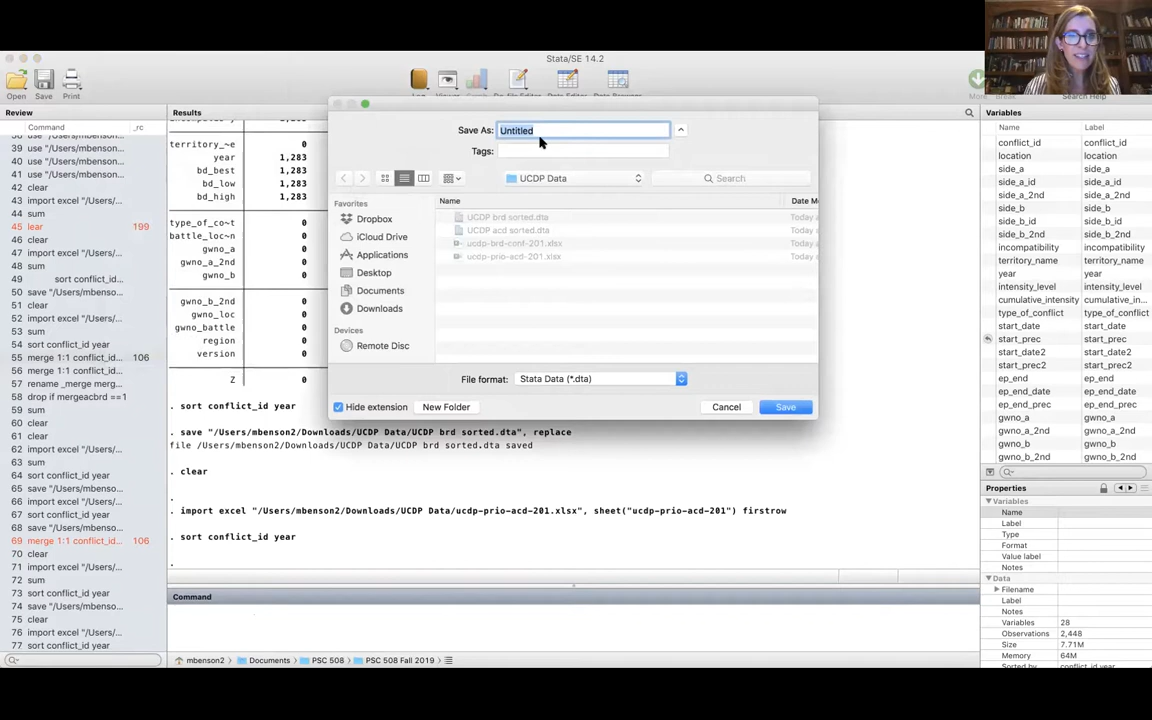 Stata/SE 14.2
Open Save Print
Search Help
Review
Results
Variables
Command _rc
39 use "/Users/mbenson2/...
40 use "/Users/mbenson2/...
41 use "/Users/mbenson2/...
42 clear
43 import excel "/Users/m...
44 sum
45 lear 199
46 clear
47 import excel "/Users/m...
48 sum
49 sort conflict_id...
50 save "/Users/mbenson2/...
51 clear
52 import excel "/Users/m...
53 sum
54 sort conflict_id year
55 merge 1:1 conflict_id... 106
56 merge 1:1 conflict_id...
57 rename _merge merg...
58 drop if mergeacbrd ==1
59 sum
60 clear
61 clear
62 import excel "/Users/m...
63 sum
64 sort conflict_id year
65 save "/Users/mbenson2/...
66 import excel "/Users/m...
67 sort conflict_id year
68 save "/Users/mbenson2/...
69 merge 1:1 conflict_id... 106
70 clear
71 import excel "/Users/m...
72 sum
73 sort conflict_id year
74 save "/Users/mbenson2/...
75 clear
76 import excel "/Users/m...
77 sort conflict_id year
territory_~e 0
year 1,283
bd_best 1,283
bd_low 1,283
bd_high 1,283
type_of_co~t 0
battle_loc~n 0
gwno_a 0
gwno_a_2nd 0
gwno_b 0
gwno_b_2nd 0
gwno_loc 0
gwno_battle 0
region 0
version 0
Z 0
. sort conflict_id year
. save "/Users/mbenson2/Downloads/UCDP Data/UCDP brd sorted.dta", replace
file /Users/mbenson2/Downloads/UCDP Data/UCDP brd sorted.dta saved
. clear
.
. import excel "/Users/mbenson2/Downloads/UCDP Data/ucdp-prio-acd-201.xlsx", sheet("ucdp-prio-acd-201") firstrow
. sort conflict_id year
.
Command
mbenson2 Documents PSC 508 PSC 508 Fall 2019
Save As: Untitled
Tags:
UCDP Data
Search
Favorites
Dropbox
iCloud Drive
Applications
Desktop
Documents
Downloads
Devices
Remote Disc
Name Date M
UCDP brd sorted.dta Today a
UCDP acd sorted.dta Today a
ucdp-brd-conf-201.xlsx Today a
ucdp-prio-acd-201.xlsx Today a
File format: Stata Data (*.dta)
Hide extension New Folder Cancel Save
Name Label
conflict_id conflict_id
location location
side_a side_a
side_a_id side_a_id
side_a_2nd side_a_2nd
side_b side_b
side_b_id side_b_id
side_b_2nd side_b_2nd
incompatibility incompatibility
territory_name territory_name
year year
intensity_level intensity_level
cumulative_intensity cumulative_in...
type_of_conflict type_of_conflict
start_date start_date
start_prec start_prec
start_date2 start_date2
start_prec2 start_prec2
ep_end ep_end
ep_end_date ep_end_date
ep_end_prec ep_end_prec
gwno_a gwno_a
gwno_a_2nd gwno_a_2nd
gwno_b gwno_b
gwno_b_2nd gwno_b_2nd
Properties
Variables
Name
Label
Type
Format
Value label
Notes
Data
Filename
Label
Notes
Variables 28
Observations 2,448
Size 7.71M
Memory 64M
Sorted by conflict_id year